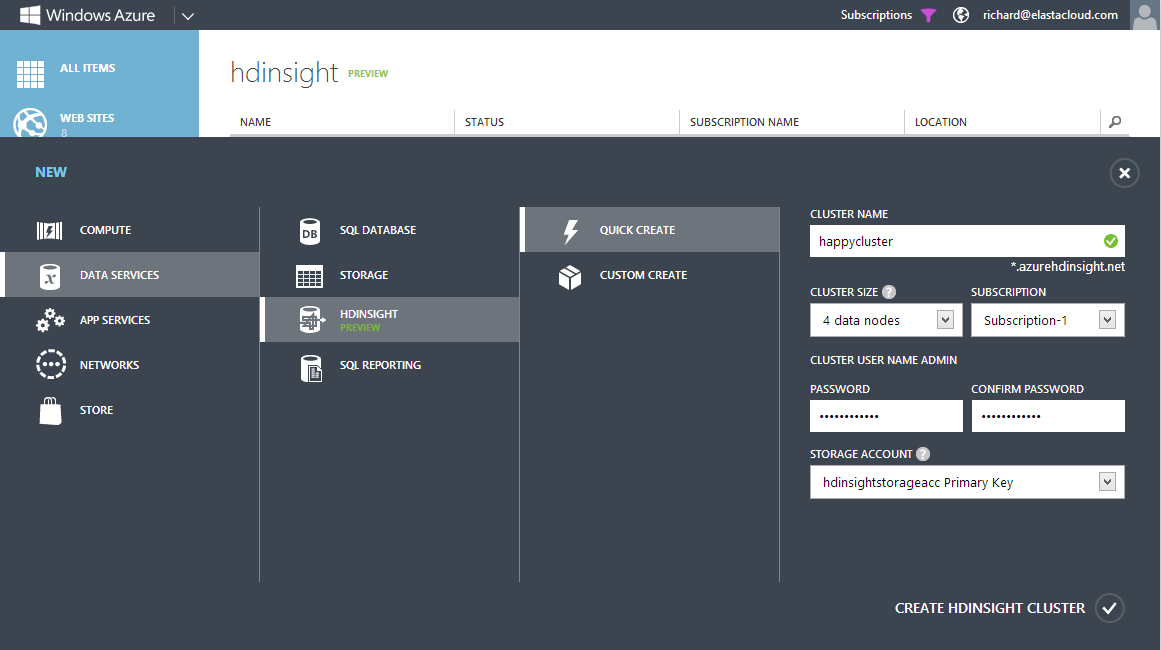 Windows Azure
Subscriptions
richard@elastacloud.com
ALL ITEMS
WEB SITES
8
hdinsight PREVIEW
NAME
STATUS
SUBSCRIPTION NAME
LOCATION
NEW
COMPUTE
DATA SERVICES
APP SERVICES
NETWORKS
STORE
DB
SQL DATABASE
STORAGE
HDINSIGHT
PREVIEW
SQL REPORTING
QUICK CREATE
CUSTOM CREATE
CLUSTER NAME
happycluster
*.azurehdinsight.net
CLUSTER SIZE ?
SUBSCRIPTION
4 data nodes
Subscription-1
CLUSTER USER NAME ADMIN
PASSWORD
CONFIRM PASSWORD
••••••••••••
••••••••••••
STORAGE ACCOUNT ?
hdinsightstorageacc Primary Key
CREATE HDINSIGHT CLUSTER